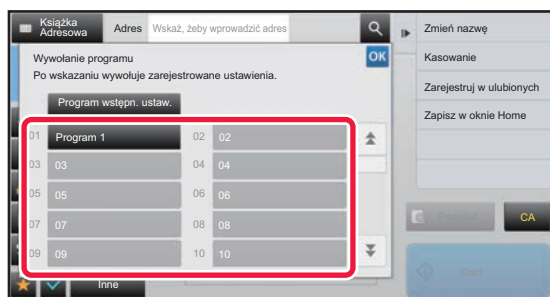 Książka
Adresowa
Adres
Wskaż, żeby wprowadzić adres
Zmień nazwę
Wywołanie programu
OK
Kasowanie
Po wskazaniu wywołuje zarejestrowane ustawienia.
Zarejestruj w ulubionych
Program wstępn. ustaw.
Zapisz w oknie Home
01 Program 1
02 02
03 03
04 04
05 05
06 06
07 07
08 08
CA
09 09
10 10
Start
Inne